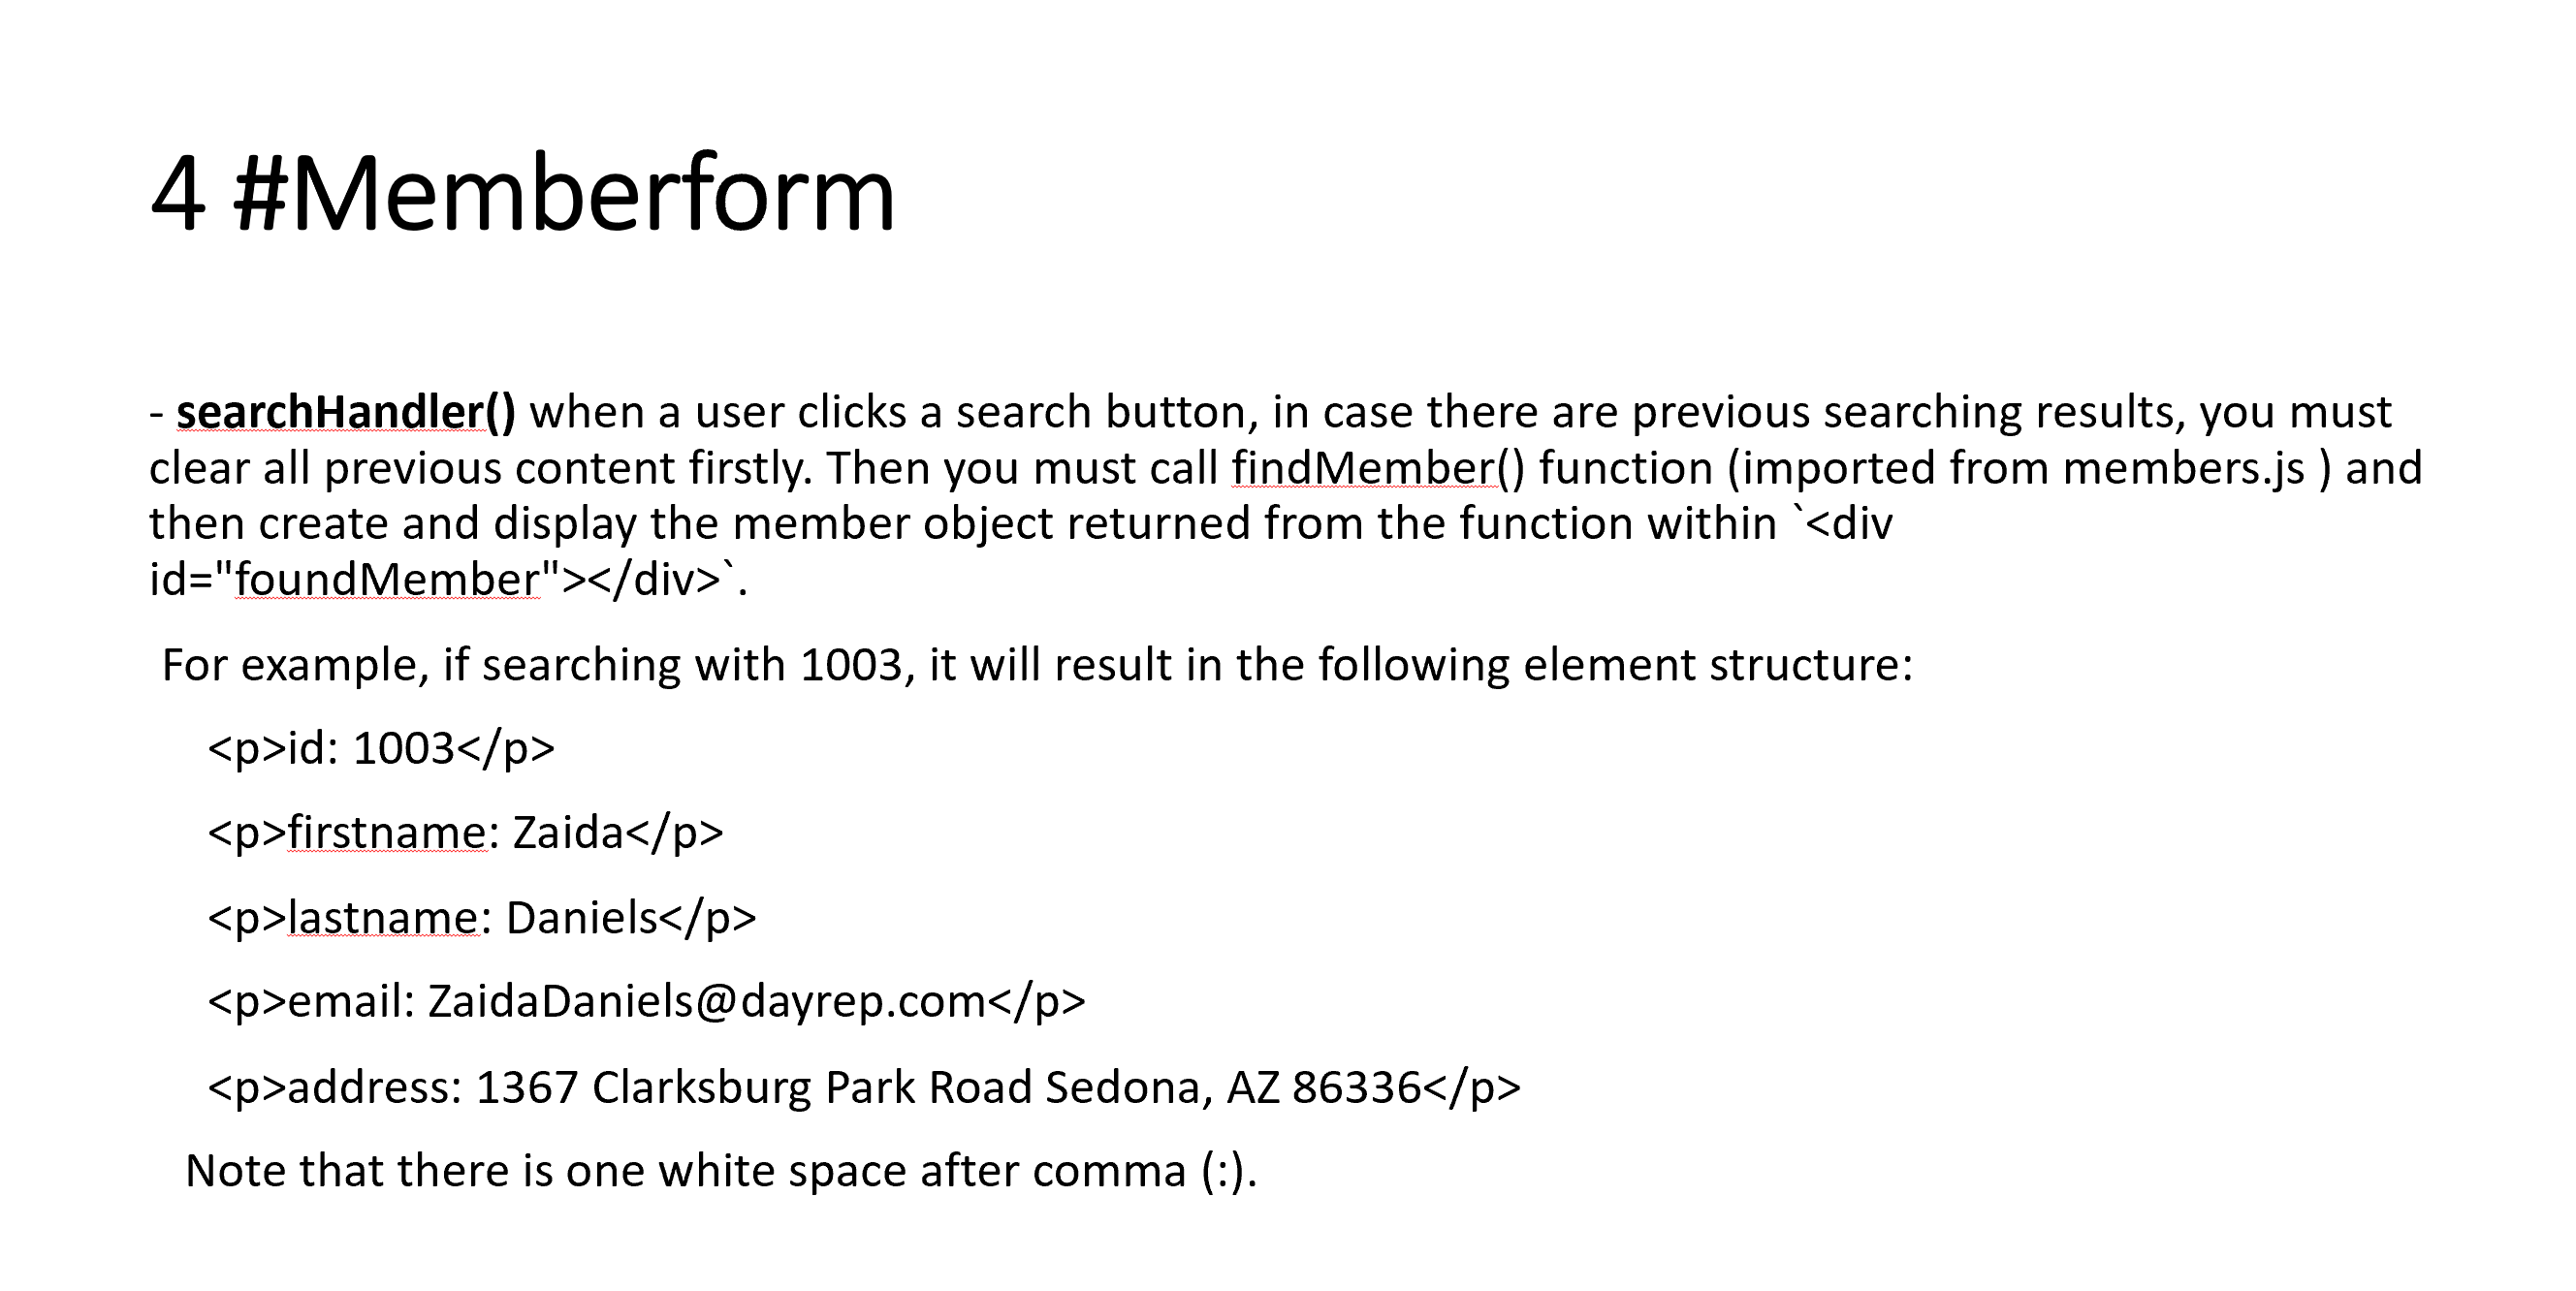 4 #Memberform
- searchHandler() when a user clicks a search button, in case there are previous searching results, you must
clear all previous content firstly. Then you must call findMember() function (imported from members.js ) and
then create and display the member object returned from the function within `<div
id="foundMember"></div>`.
For example, if searching with 1003, it will result in the following element structure:
<p>id: 1003</p>
<p>firstname: Zaida</p>
<p>lastname: Daniels</p>
<p>email: ZaidaDaniels@dayrep.com</p>
<p>address: 1367 Clarksburg Park Road Sedona, AZ 86336</p>
Note that there is one white space after comma (:).